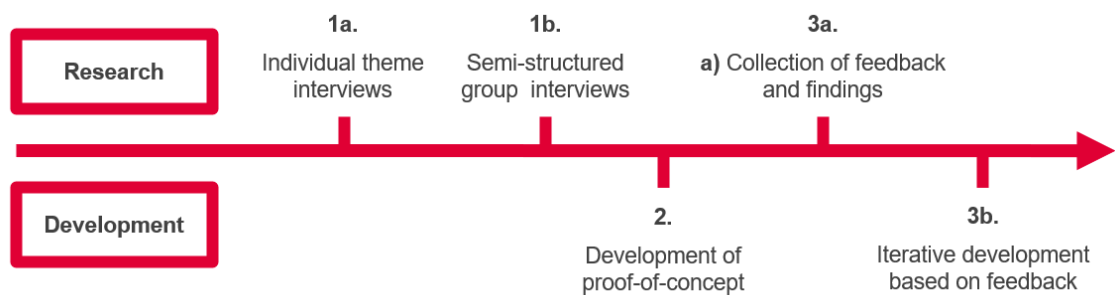 Research
1a.
Individual theme
interviews
1b.
Semi-structured
group interviews
3a.
a) Collection of feedback
and findings
Development
2.
Development of
proof-of-concept
3b.
Iterative development
based on feedback